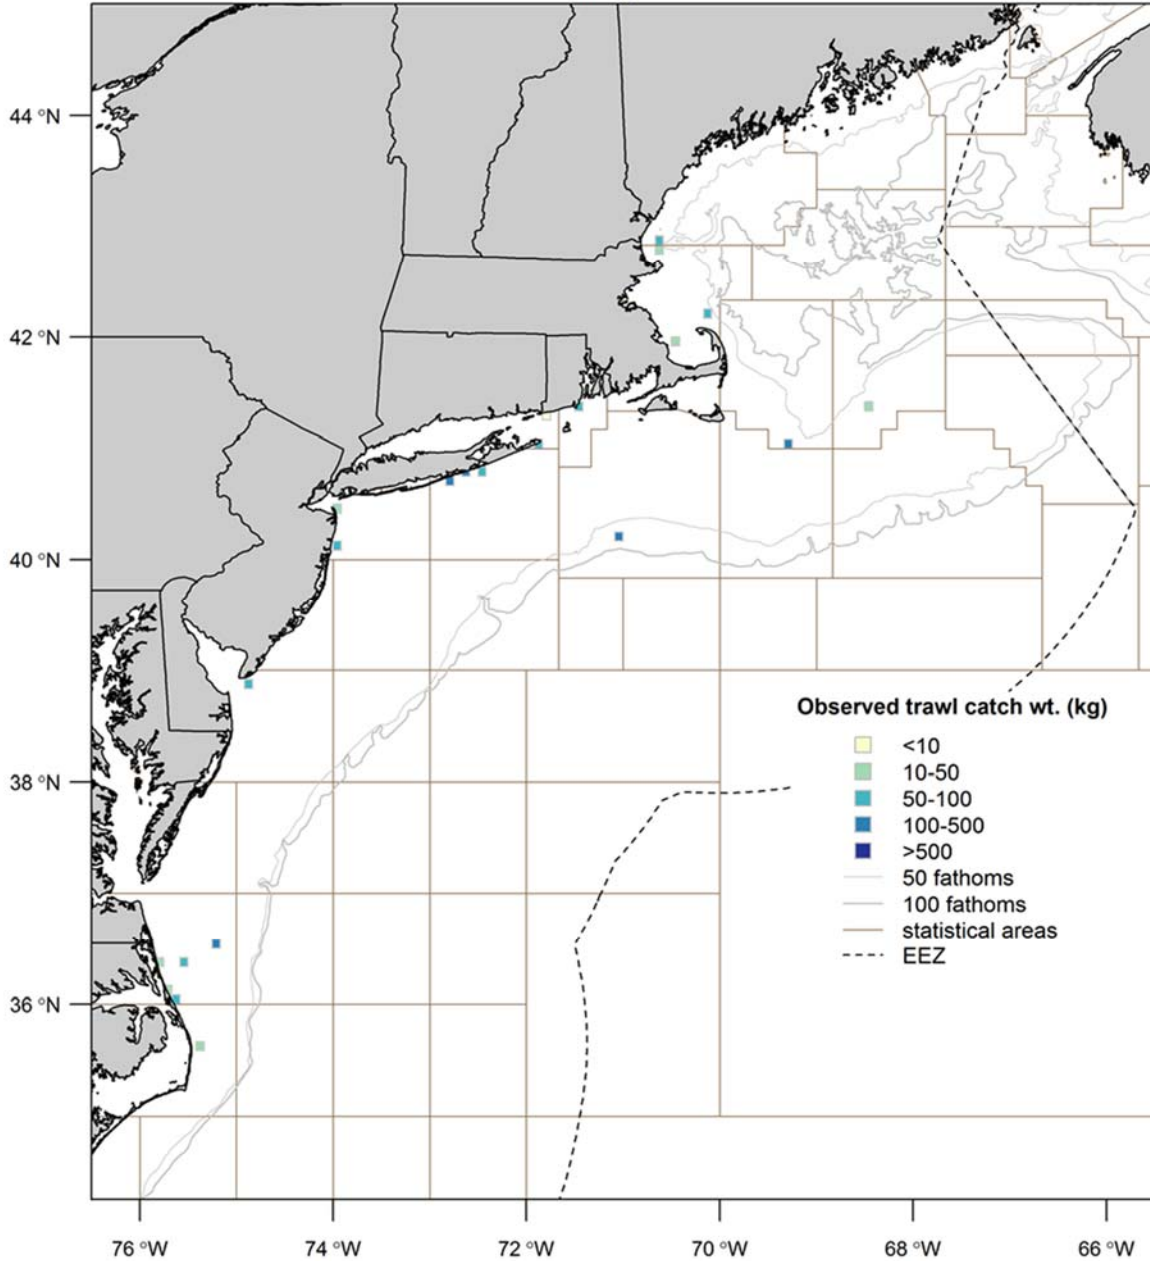 44 °N
42 °N
40 °N
38 °N
36 °N
Observed trawl catch wt. (kg)
<10
10-50
50-100
100-500
>500
50 fathoms
100 fathoms
statistical areas
EEZ
76 °W
74 °W
72 °W
70 °W
68 °W
66 °W